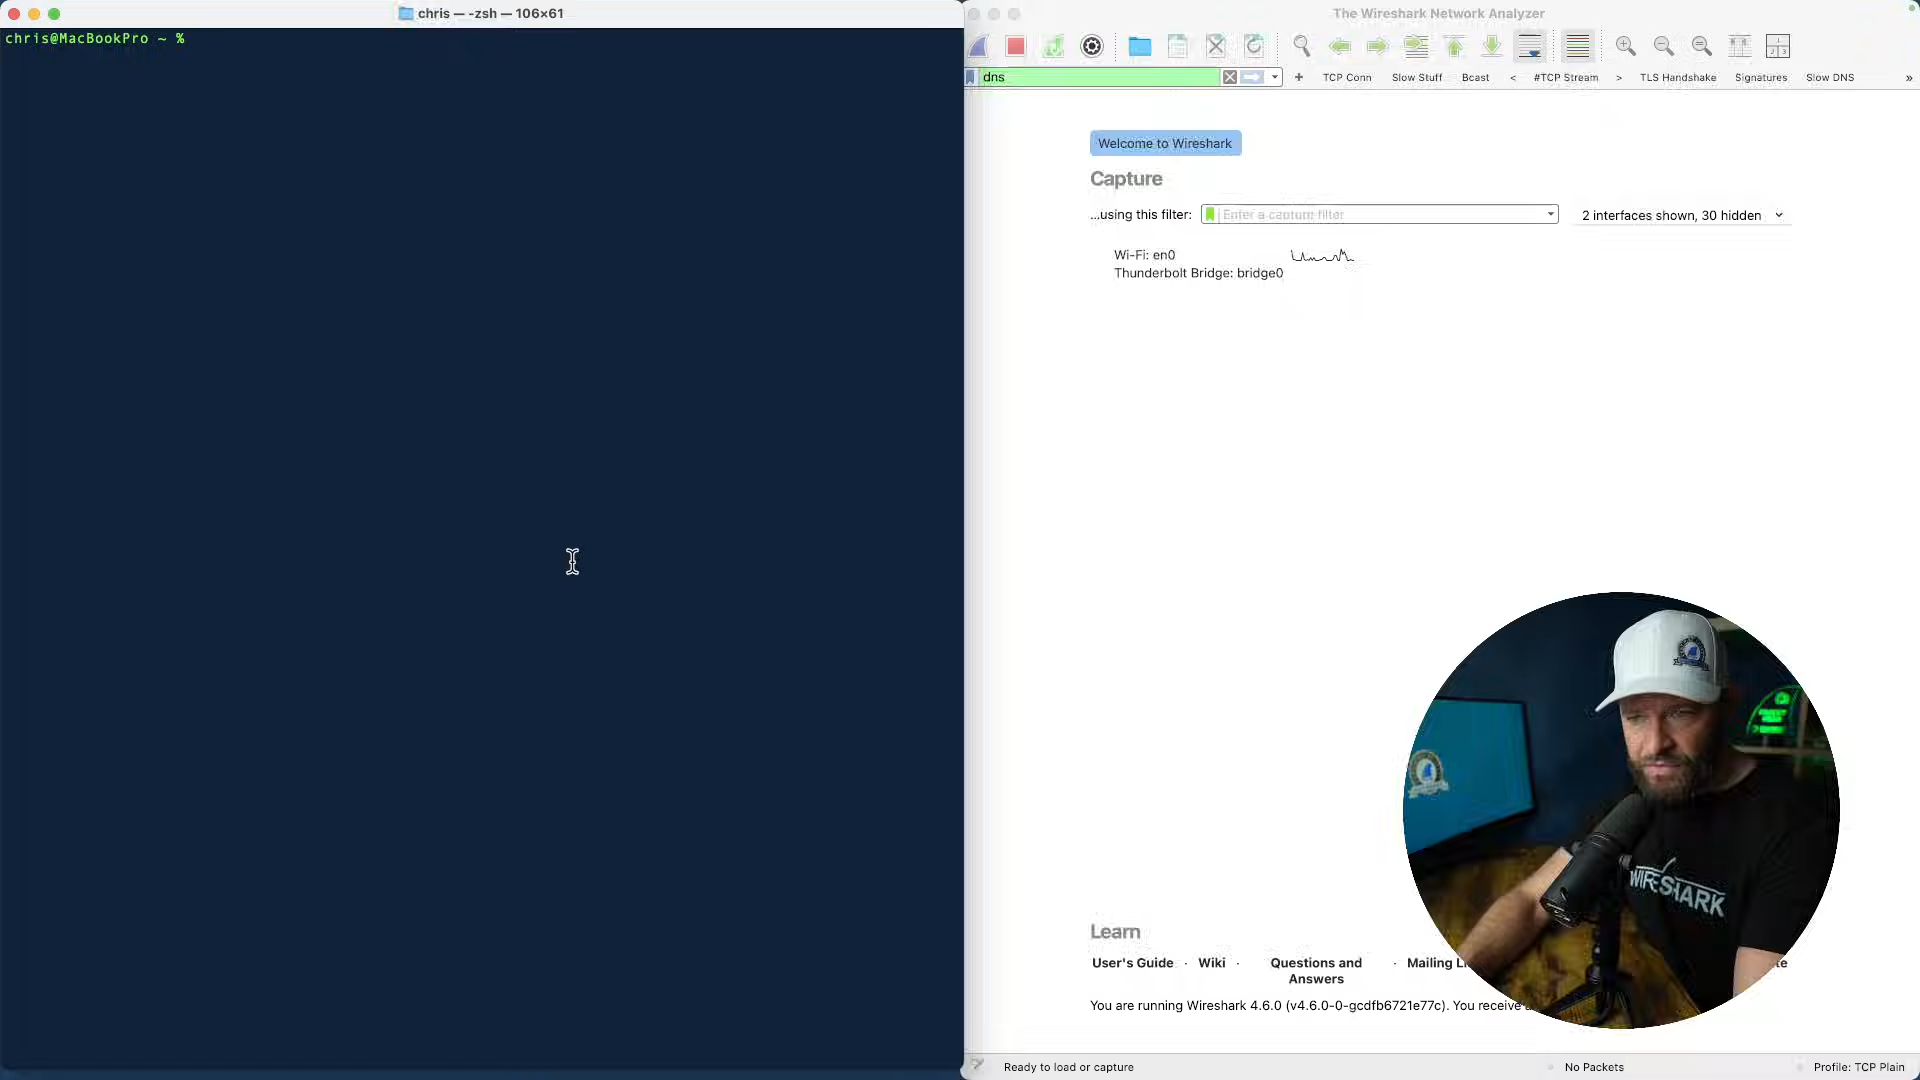 chris — -zsh — 106×61
chris@MacBookPro ~ %
The Wireshark Network Analyzer
dns
+ TCP Conn Slow Stuff Bcast < #TCP Stream > TLS Handshake Signatures Slow DNS »
Welcome to Wireshark
Capture
...using this filter:
Enter a capture filter
2 interfaces shown, 30 hidden
Wi-Fi: en0
Thunderbolt Bridge: bridge0
WIRESHARK
Learn
User's Guide · Wiki · Questions and Answers · Mailing
You are running Wireshark 4.6.0 (v4.6.0-0-gcdfb6721e77c). You receive
Ready to load or capture
No Packets
Profile: TCP Plain